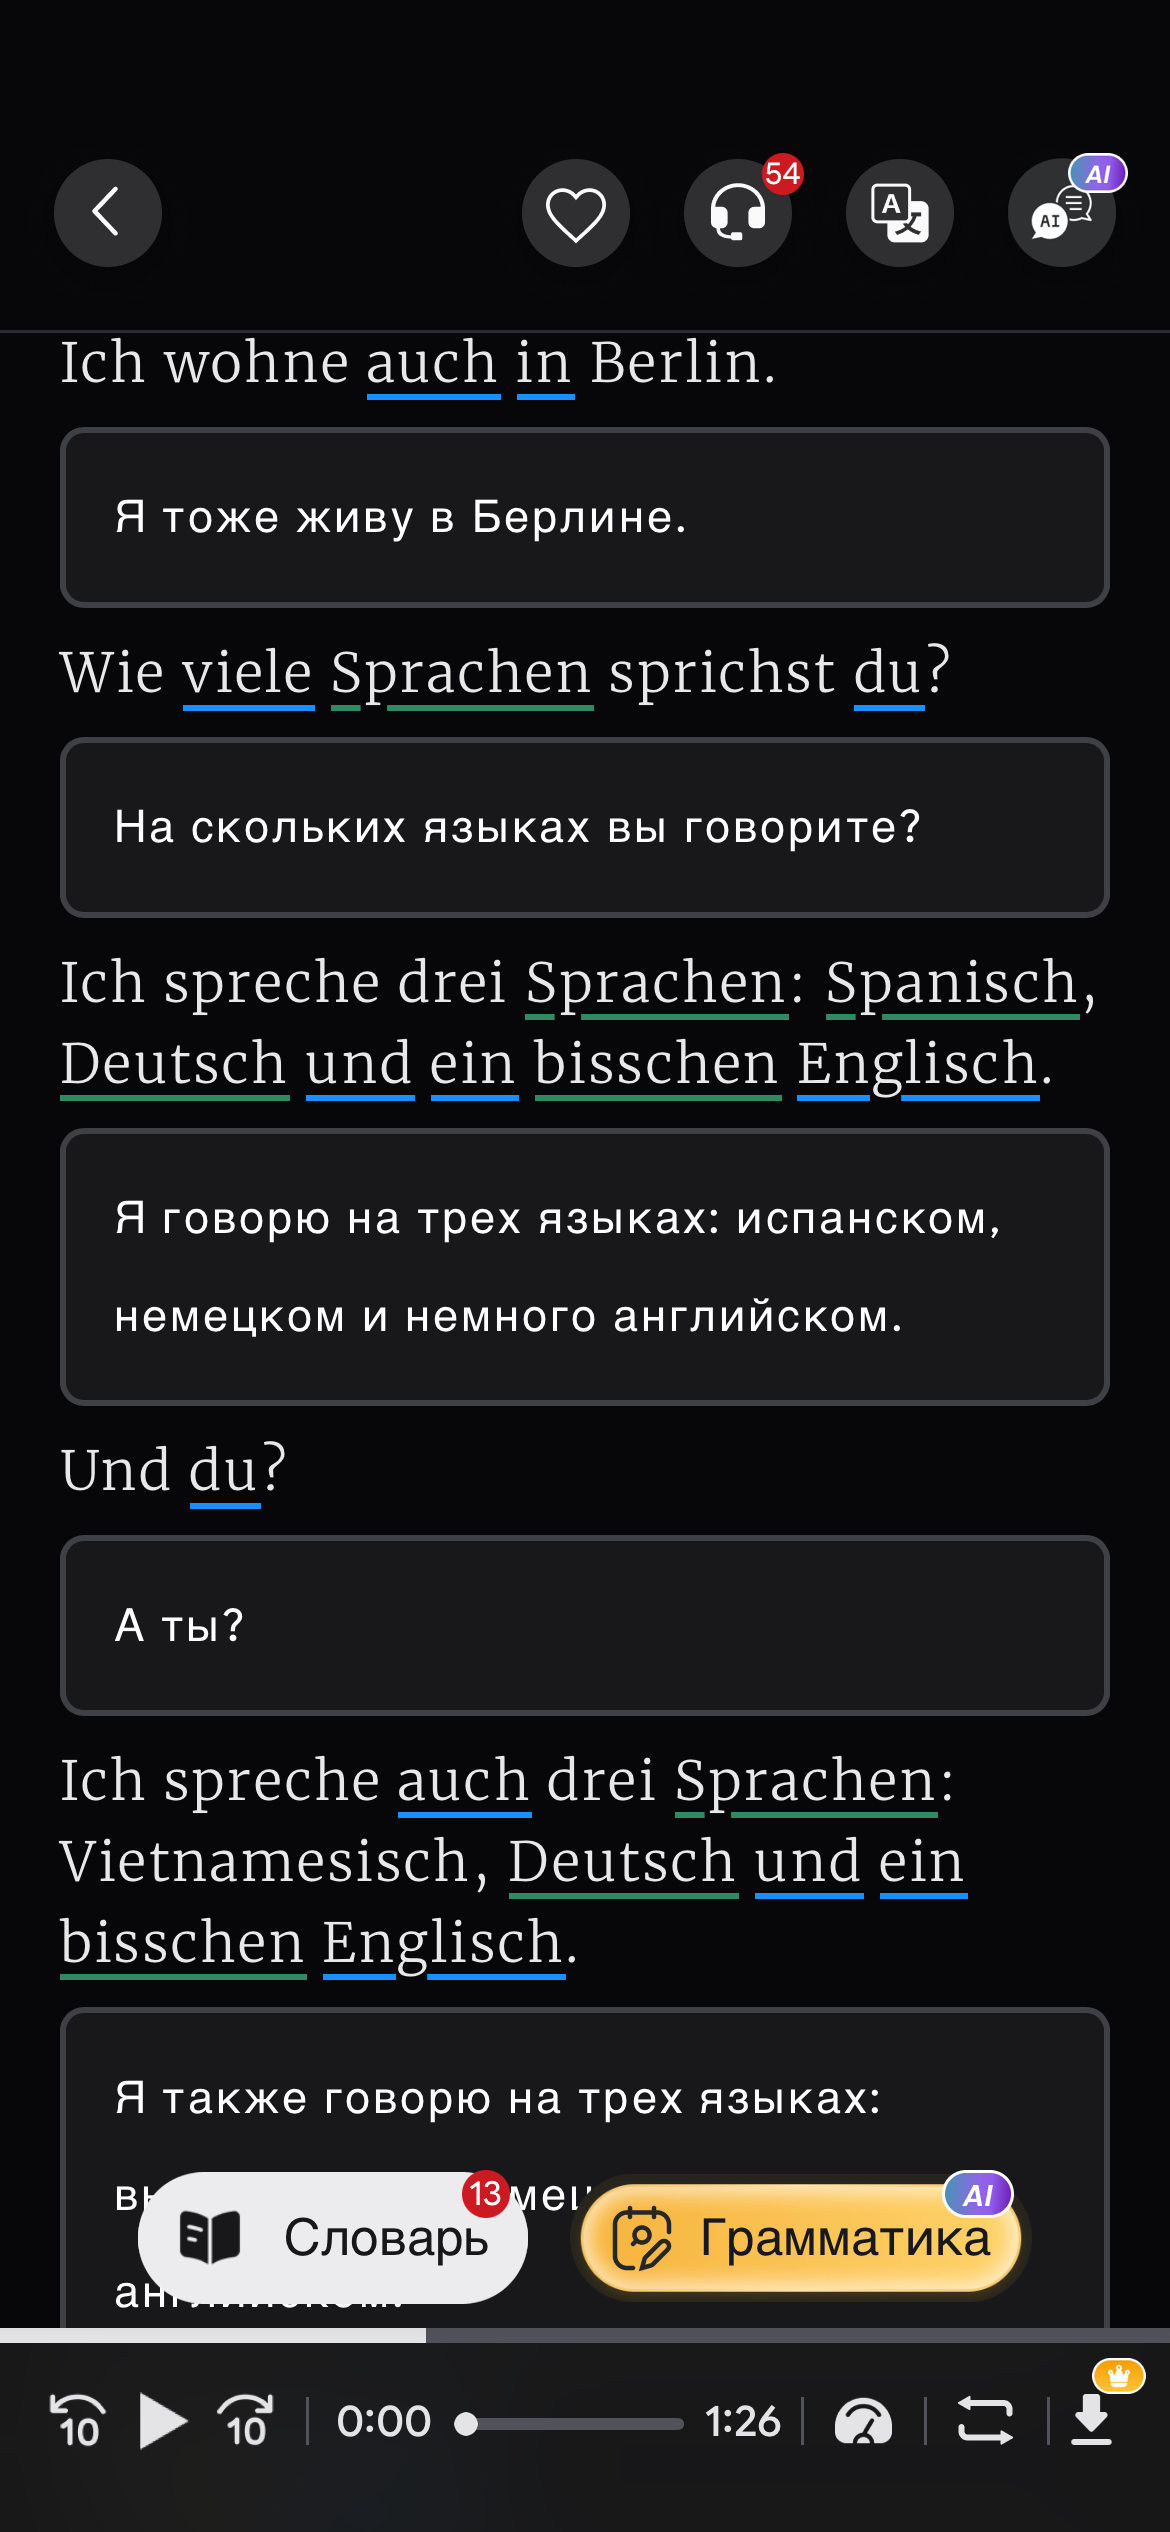 54
AI
A
文
AI
Ich wohne auch in Berlin.
Я тоже живу в Берлине.
Wie viele Sprachen sprichst du?
На скольких языках вы говорите?
Ich spreche drei Sprachen: Spanisch,
Deutsch und ein bisschen Englisch.
Я говорю на трех языках: испанском,
немецком и немного английском.
Und du?
А ты?
Ich spreche auch drei Sprachen:
Vietnamesisch, Deutsch und ein
bisschen Englisch.
Я также говорю на трех языках:
13
AI
Словарь
Грамматика
10
10
0:00
1:26